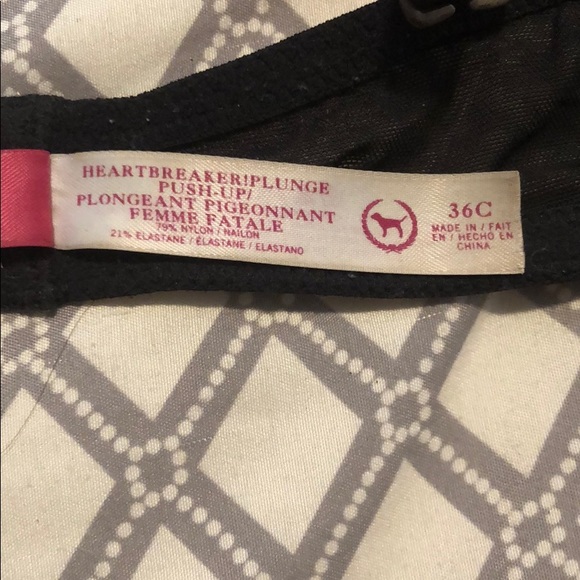 HEARTBREAKER!PLUNGE
PUSH-UP/
PLONGEANT PIGEONNANT
FEMME FATALE
79% NYLON / NAILON
21% ELASTANE / ÉLASTANE / ELASTANO
36C
MADE IN / FAIT
EN / HECHO EN
CHINA